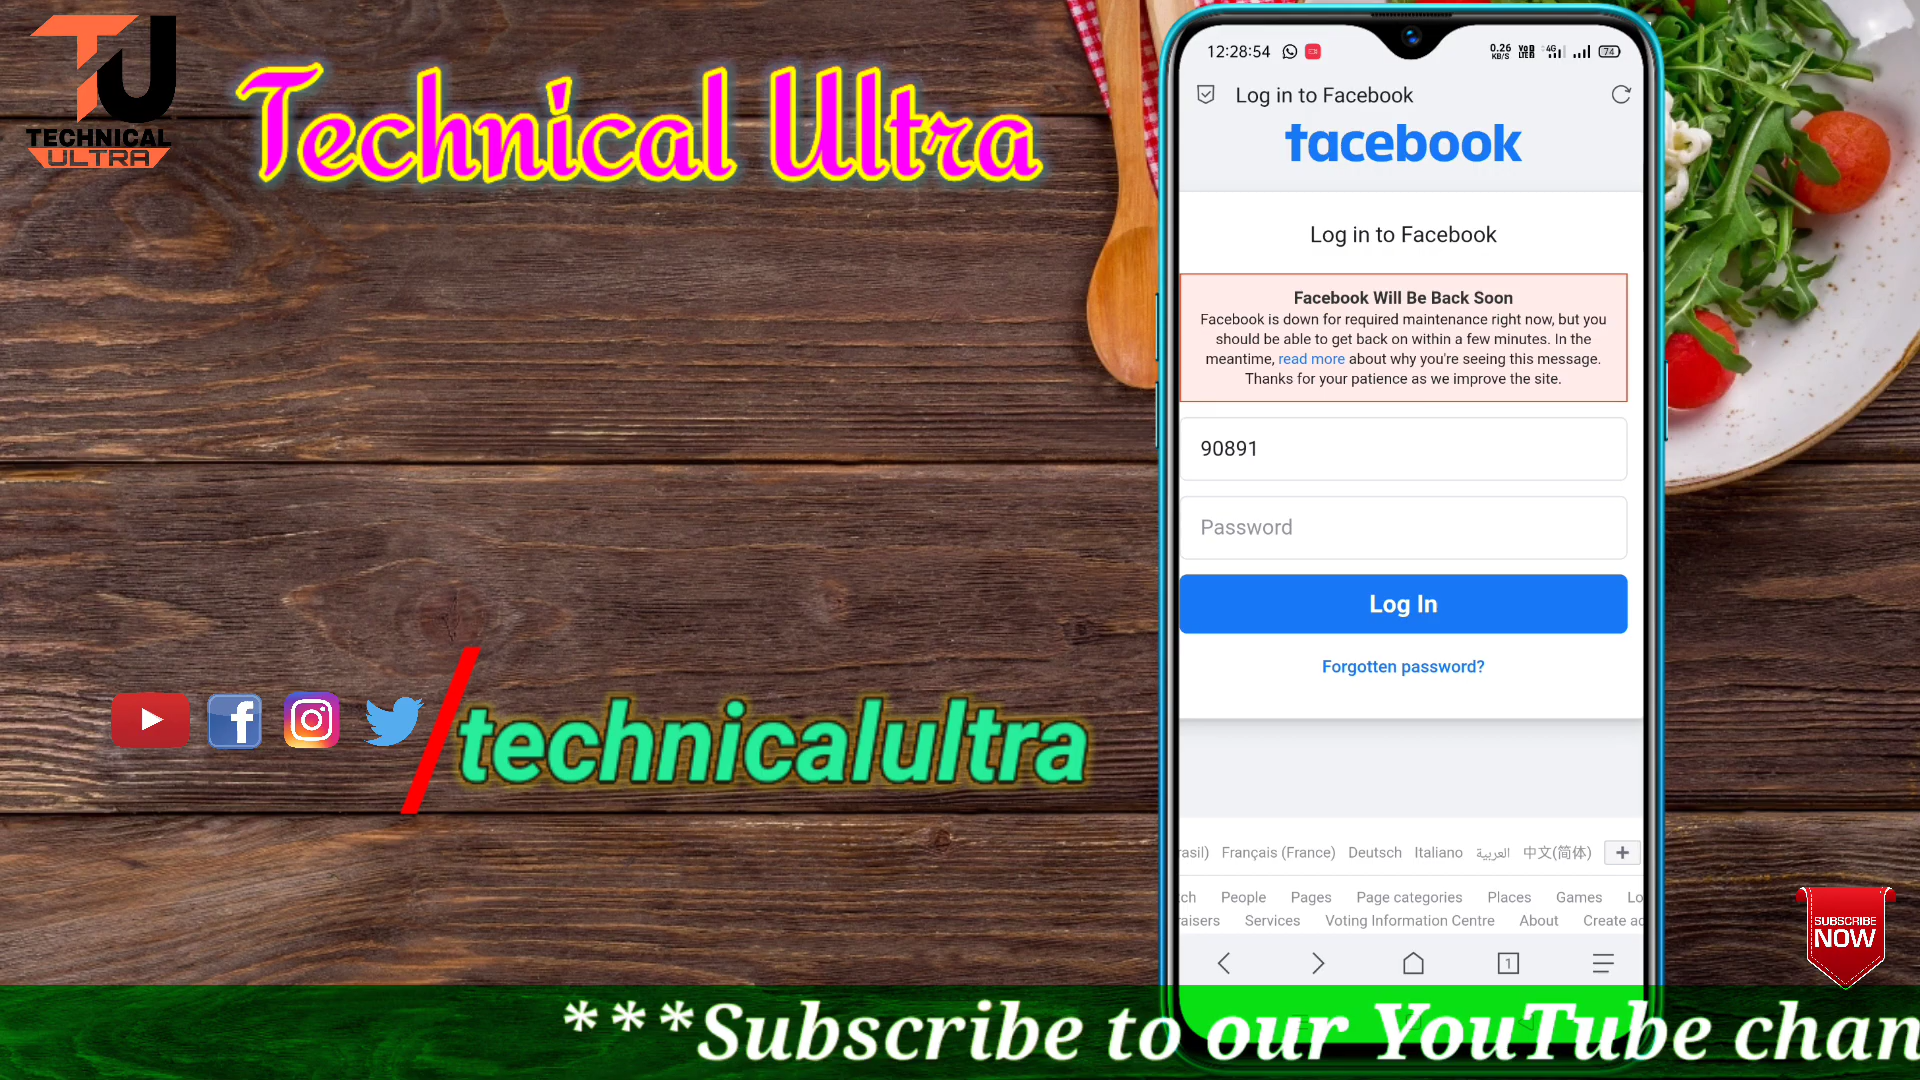 TU
TECHNICAL
ULTRA
Technical Ultra
/technicalultra
12:28:54
0.26
KB/S
4G
74
Log in to Facebook
facebook
Log in to Facebook
Facebook Will Be Back Soon
Facebook is down for required maintenance right now, but you
should be able to get back on within a few minutes. In the
meantime, read more about why you're seeing this message.
Thanks for your patience as we improve the site.
90891
Password
Log In
Forgotten password?
rasil) Français (France) Deutsch Italiano العربية 中文(简体) +
ch People Pages Page categories Places Games Lo
raisers Services Voting Information Centre About Create ad
1
SUBSCRIBE
NOW
***Subscribe to our YouTube chan